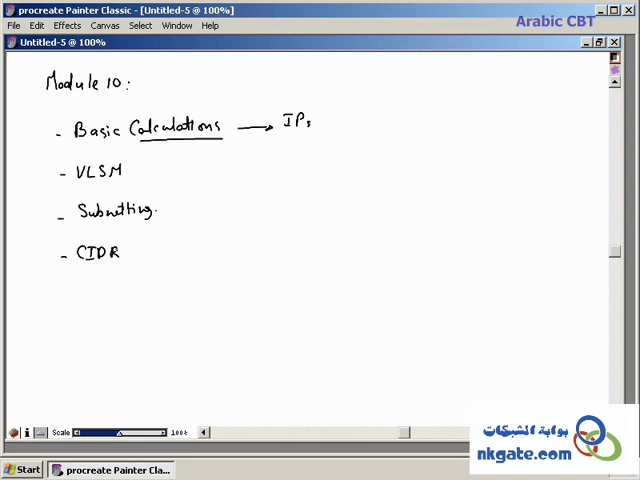 procreate Painter Classic - [Untitled-5 @ 100%]
Arabic CBT
File Edit Effects Canvas Window Help
Untitled-5 @ 100%
Module 10:
- Basic Calculations → IPs
- VLSM
- Subnetting.
- CIDR
Scale 100%
بوابة الشبكات
nkgate.com
Start procreate Painter Cla...